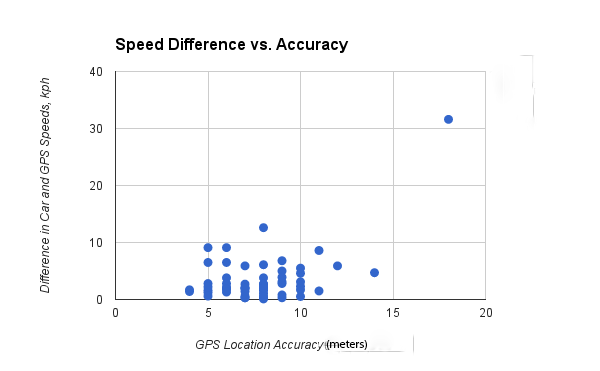 Speed Difference vs. Accuracy
Difference in Car and GPS Speeds, kph
40
30
20
10
0
0 5 10 15 20
GPS Location Accuracy (meters)